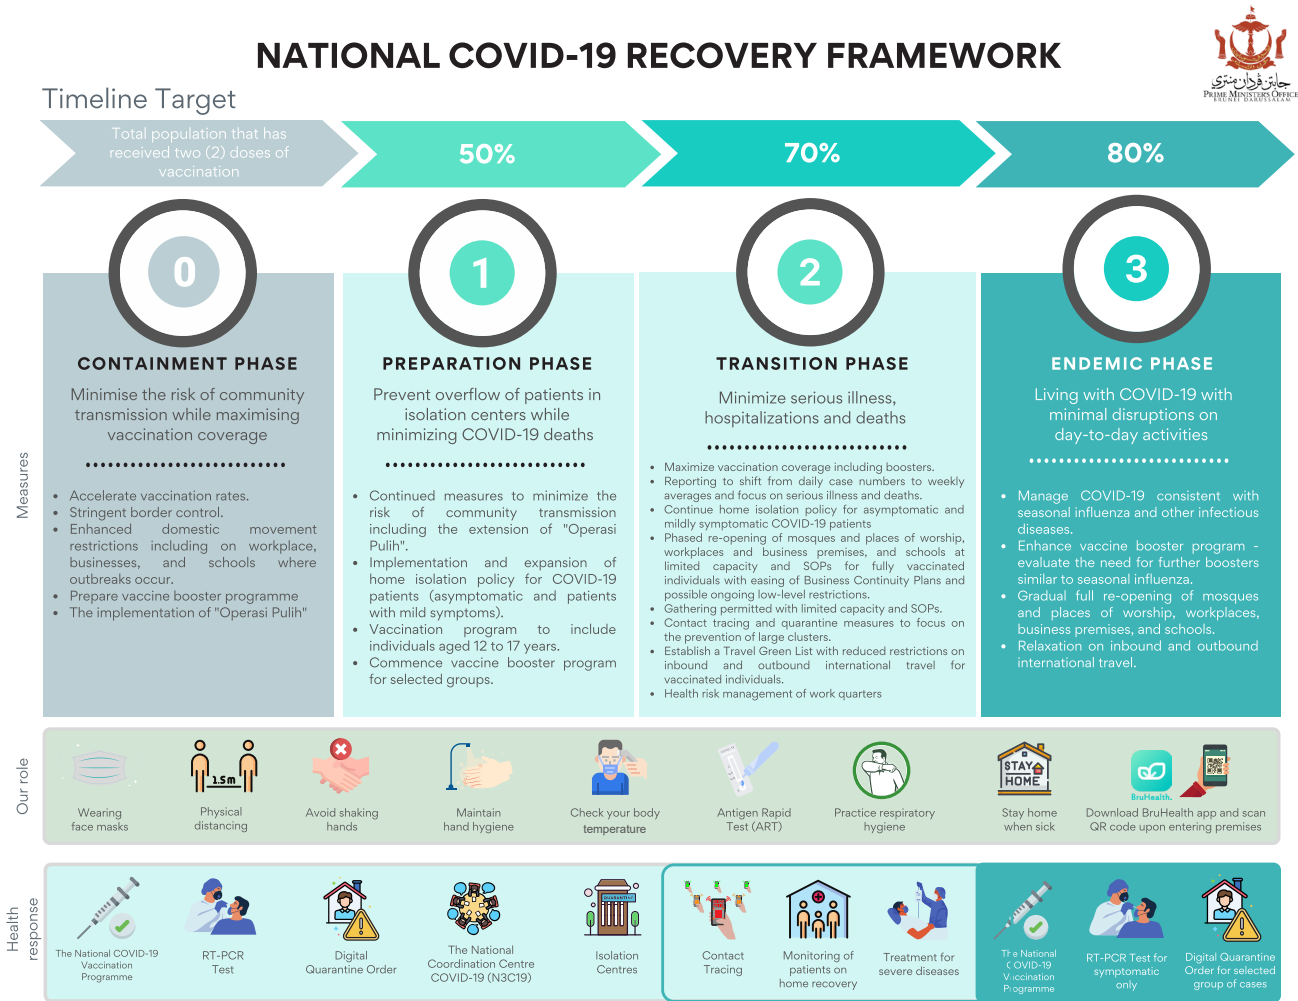 NATIONAL COVID-19 RECOVERY FRAMEWORK
جابتن ڤردان منتري
PRIME MINISTER'S OFFICE
BRUNEI DARUSSALAM
Timeline Target
Total population that has
received two (2) doses of
vaccination
50%
70%
80%
0
1
2
3
Measures
CONTAINMENT PHASE
Minimise the risk of community
transmission while maximising
vaccination coverage
• Accelerate vaccination rates.
• Stringent border control.
• Enhanced domestic movement
restrictions including on workplace,
businesses, and schools where
outbreaks occur.
• Prepare vaccine booster programme
• The implementation of "Operasi Pulih"
PREPARATION PHASE
Prevent overflow of patients in
isolation centers while
minimizing COVID-19 deaths
• Continued measures to minimize the
risk of community transmission
including the extension of "Operasi
Pulih".
• Implementation and expansion of
home isolation policy for COVID-19
patients (asymptomatic and patients
with mild symptoms).
• Vaccination program to include
individuals aged 12 to 17 years.
• Commence vaccine booster program
for selected groups.
TRANSITION PHASE
Minimize serious illness,
hospitalizations and deaths
• Maximize vaccination coverage including boosters.
• Reporting to shift from daily case numbers to weekly
averages and focus on serious illness and deaths.
• Continue home isolation policy for asymptomatic and
mildly symptomatic COVID-19 patients
• Phased re-opening of mosques and places of worship,
workplaces and business premises, and schools at
limited capacity and SOPs for fully vaccinated
individuals with easing of Business Continuity Plans and
possible ongoing low-level restrictions.
• Gathering permitted with limited capacity and SOPs.
• Contact tracing and quarantine measures to focus on
the prevention of large clusters.
• Establish a Travel Green List with reduced restrictions on
inbound and outbound international travel for
vaccinated individuals.
• Health risk management of work quarters
ENDEMIC PHASE
Living with COVID-19 with
minimal disruptions on
day-to-day activities
• Manage COVID-19 consistent with
seasonal influenza and other infectious
diseases.
• Enhance vaccine booster program -
evaluate the need for further boosters
similar to seasonal influenza.
• Gradual full re-opening of mosques
and places of worship, workplaces,
business premises, and schools.
• Relaxation on inbound and outbound
international travel.
Our role
Wearing
face masks
1.5m
Physical
distancing
Avoid shaking
hands
Maintain
hand hygiene
Check your body
temperature
Antigen Rapid
Test (ART)
Practice respiratory
hygiene
STAY
HOME
Stay home
when sick
BruHealth.
Download BruHealth app and scan
QR code upon entering premises
Health
response
The National COVID-19
Vaccination
Programme
RT-PCR
Test
Digital
Quarantine Order
The National
Coordination Centre
COVID-19 (N3C19)
QUARANTINE
Isolation
Centres
Contact
Tracing
Monitoring of
patients on
home recovery
Treatment for
severe diseases
The National
COVID-19
Vaccination
Programme
RT-PCR Test for
symptomatic
only
Digital Quarantine
Order for selected
group of cases